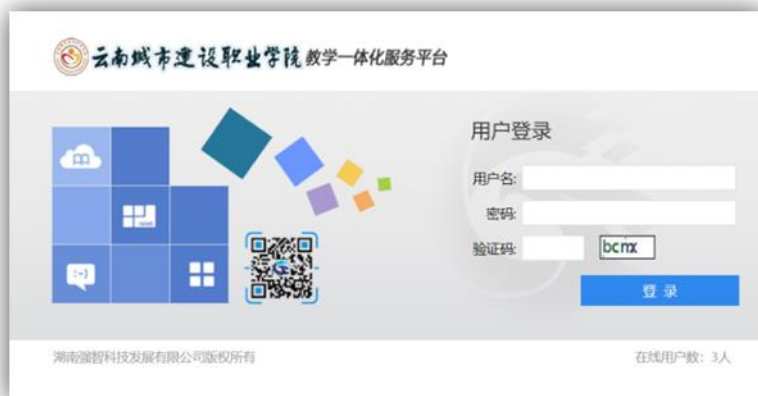 云南城市建设职业学院 教学一体化服务平台
用户登录
用户名:
密码:
验证码:
bcnx
登 录
湖南强智科技发展有限公司版权所有
在线用户数：3人